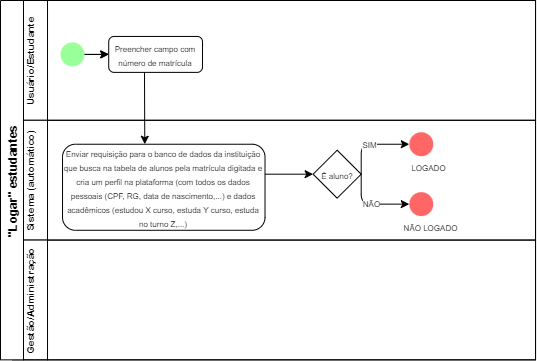 "Logar" estudantes
Usuário/Estudante
Preencher campo com
número de matrícula
Sistema (automático)
Enviar requisição para o banco de dados da instituição
que busca na tabela de alunos pela matrícula digitada e
cria um perfil na plataforma (com todos os dados
pessoais (CPF, RG, data de nascimento,...) e dados
acadêmicos (estudou X curso, estuda Y curso, estuda
no turno Z,...)
É aluno?
SIM
LOGADO
NÃO
NÃO LOGADO
Gestão/Administração